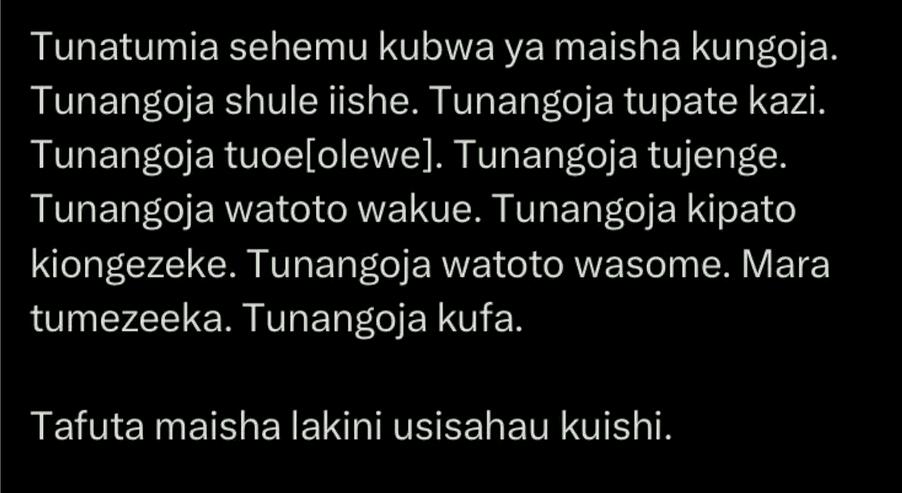 Tunatumia sehemu kubwa ya maisha kungoja.
Tunangoja shule iishe. Tunangoja tupate kazi.
Tunangoja tuoe[olewe]. Tunangoja tujenge.
Tunangoja watoto wakue. Tunangoja kipato
kiongezeke. Tunangoja watoto wasome. Mara
tumezeeka. Tunangoja kufa.

Tafuta maisha lakini usisahau kuishi.